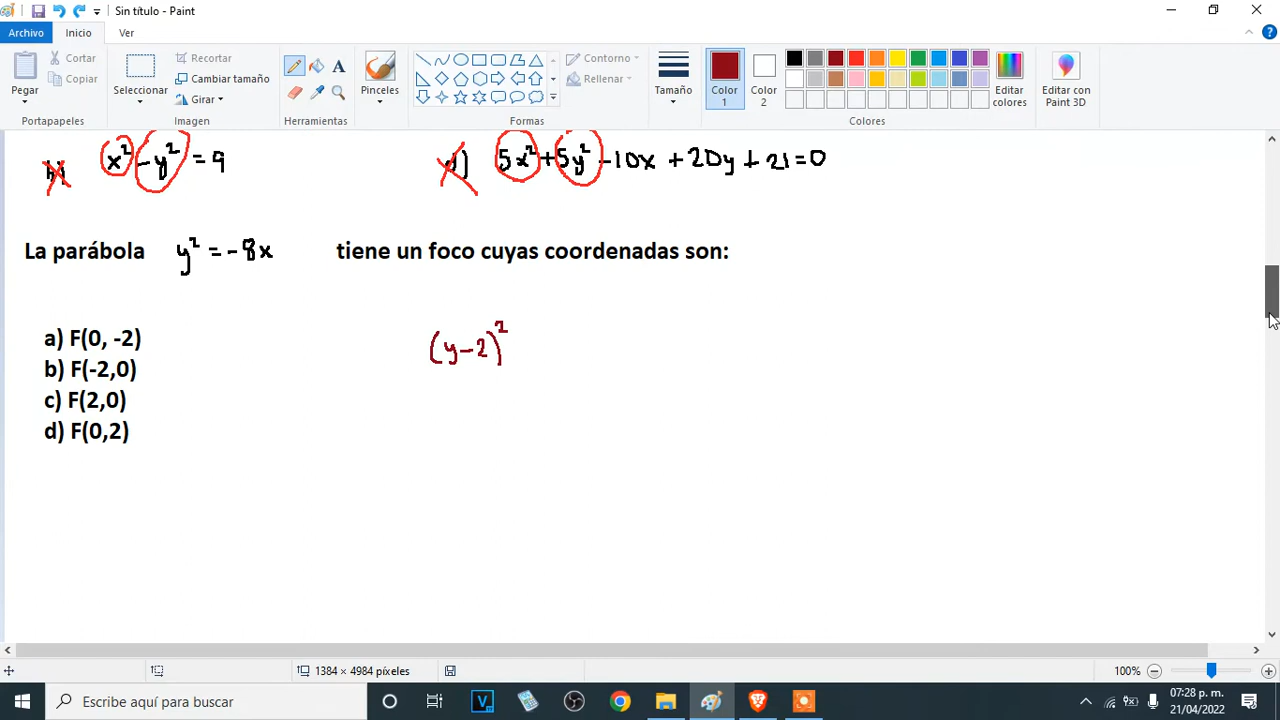 Sin título - Paint
Archivo Inicio Ver
Pegar
Cortar
Copiar
Portapapeles
Seleccionar
Recortar
Cambiar tamaño
Girar
Imagen
A
Herramientas
Pinceles
Contorno
Rellenar
Formas
Tamaño
Color 1
Color 2
Editar colores
Colores
Editar con Paint 3D
x² - y² = 9
5x² + 5y² - 10x + 20y + 21 = 0
La parábola y² = -8x tiene un foco cuyas coordenadas son:
a) F(0, -2)
(y-2)²
b) F(-2,0)
c) F(2,0)
d) F(0,2)
1384 × 4984 píxeles
100%
Escribe aquí para buscar
07:28 p. m.
21/04/2022